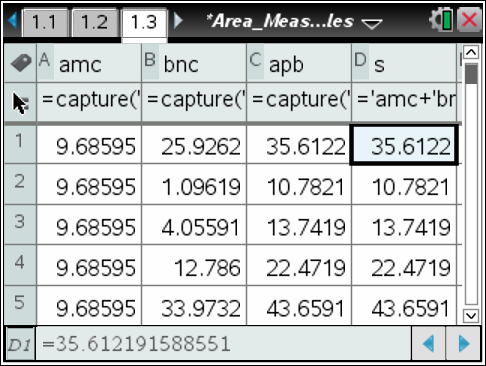 1.1 1.2 1.3 *Area_Meas...les
A amc B bnc C apb D s
=capture(' =capture(' =capture(' ='amc+'br
1 9.68595 25.9262 35.6122 35.6122
2 9.68595 1.09619 10.7821 10.7821
3 9.68595 4.05591 13.7419 13.7419
4 9.68595 12.786 22.4719 22.4719
5 9.68595 33.9732 43.6591 43.6591
D1 =35.612191588551